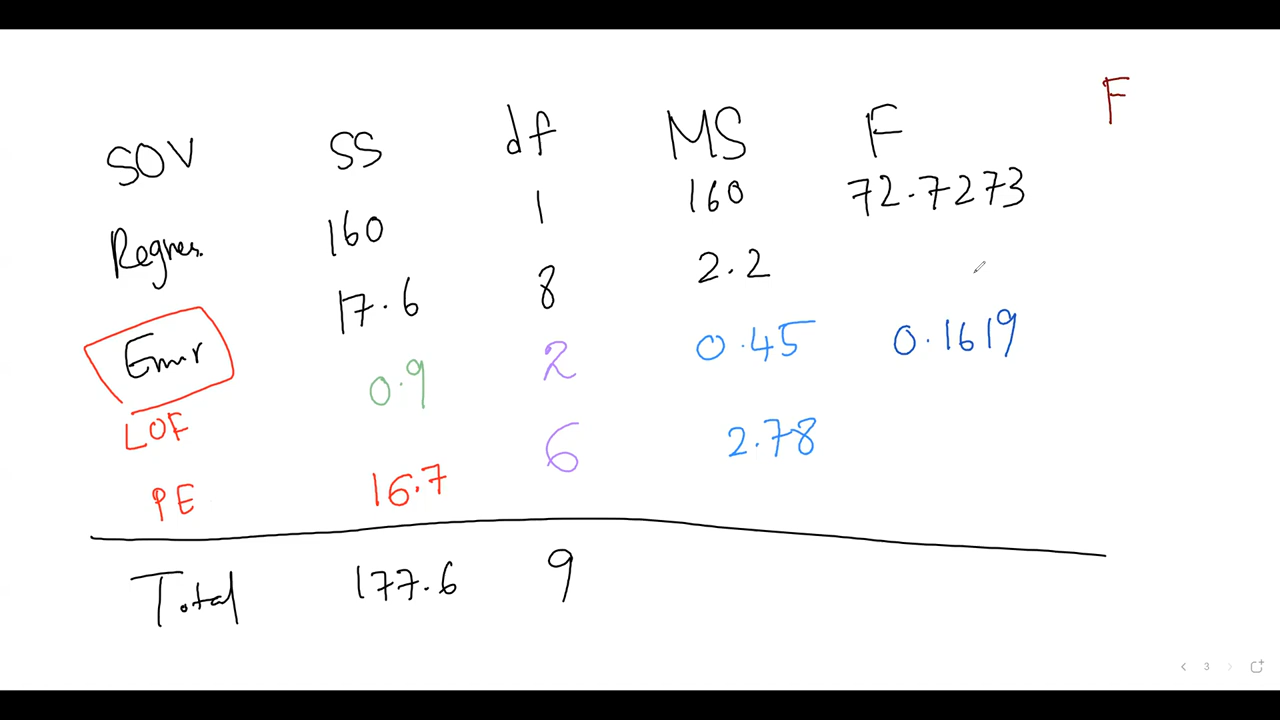 F
SOV SS df MS F
Regres. 160 1 160 72.7273
Error 17.6 8 2.2
LOF 0.9 2 0.45 0.1619
PE 16.7 6 2.78
Total 177.6 9
3